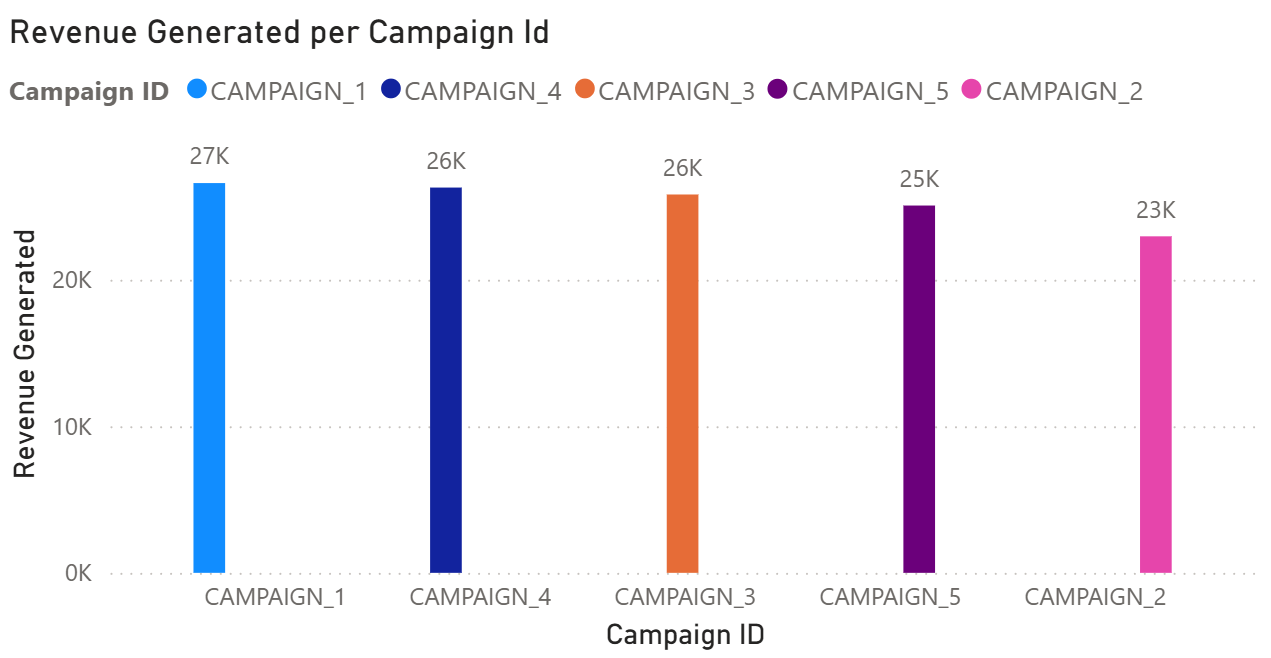 Revenue Generated per Campaign Id
Campaign ID CAMPAIGN_1 CAMPAIGN_4 CAMPAIGN_3 CAMPAIGN_5 CAMPAIGN_2
27K
26K
26K
25K
23K
Revenue Generated
20K
10K
0K
CAMPAIGN_1 CAMPAIGN_4 CAMPAIGN_3 CAMPAIGN_5 CAMPAIGN_2
Campaign ID